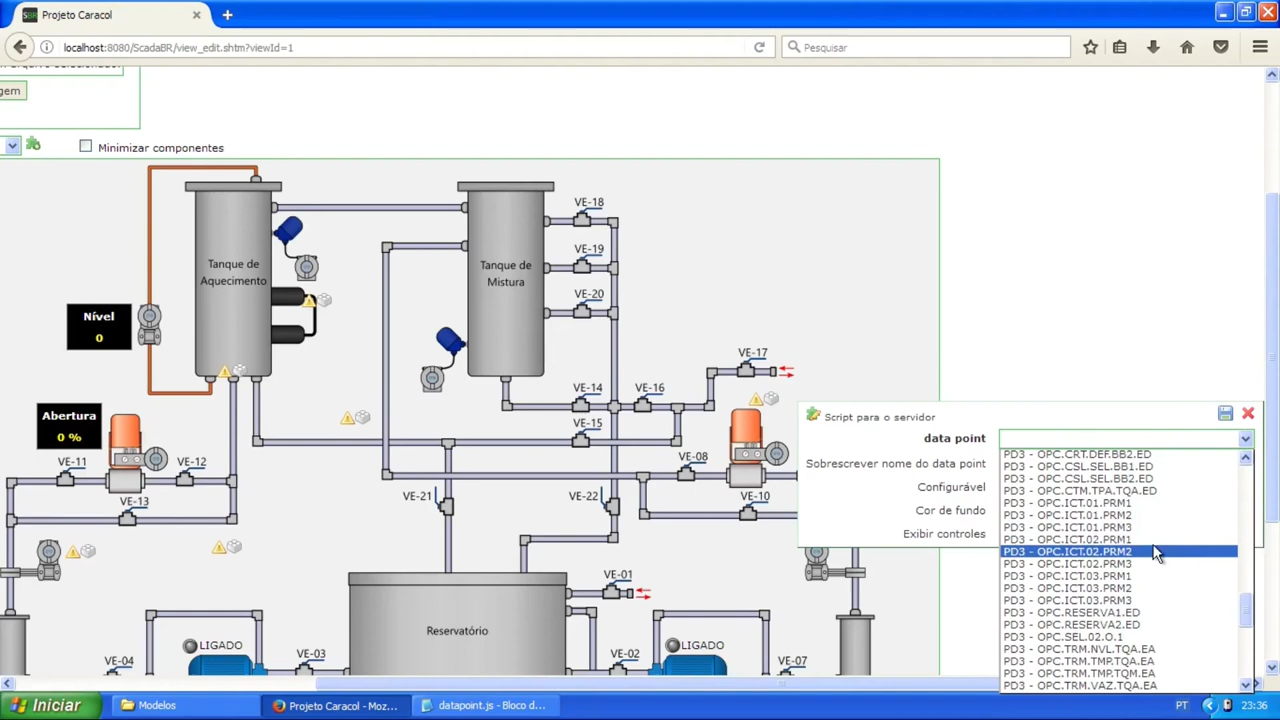 Projeto Caracol
localhost:8080/ScadaBR/view_edit.shtm?viewId=1
Pesquisar
gem
Minimizar componentes
VE-18
VE-19
VE-20
Tanque de
Aquecimento
Tanque de
Mistura
Nível
0
VE-17
VE-14
VE-16
VE-15
Abertura
0 %
VE-11
VE-12
VE-13
VE-08
VE-10
VE-21
VE-22
VE-01
Reservatório
LIGADO
LIGADO
VE-04
VE-03
VE-02
VE-07
Script para o servidor
data point
Sobrescrever nome do data point
Configurável
Cor de fundo
Exibir controles
PD3 - OPC.CRT.DEF.BB2.ED
PD3 - OPC.CSL.SEL.BB1.ED
PD3 - OPC.CSL.SEL.BB2.ED
PD3 - OPC.CTM.TPA.TQA.ED
PD3 - OPC.ICT.01.PRM1
PD3 - OPC.ICT.01.PRM2
PD3 - OPC.ICT.01.PRM3
PD3 - OPC.ICT.02.PRM1
PD3 - OPC.ICT.02.PRM2
PD3 - OPC.ICT.02.PRM3
PD3 - OPC.ICT.03.PRM1
PD3 - OPC.ICT.03.PRM2
PD3 - OPC.ICT.03.PRM3
PD3 - OPC.RESERVA1.ED
PD3 - OPC.RESERVA2.ED
PD3 - OPC.SEL.02.O.1
PD3 - OPC.TRM.NVL.TQA.EA
PD3 - OPC.TRM.TMP.TQA.EA
PD3 - OPC.TRM.TMP.TQM.EA
PD3 - OPC.TRM.VAZ.TQA.EA
Iniciar
Modelos
Projeto Caracol - Moz...
datapoint.js - Bloco d...
PT
23:36